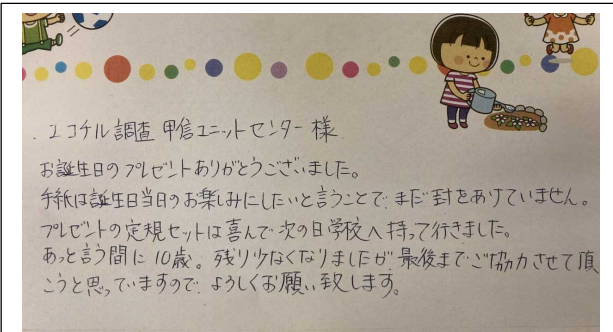 エコチル調査 甲信ユニットセンター 様
お誕生日のプレゼントありがとうございました。
手紙は誕生日当日のお楽しみにしたいと言うことで、まだ封をあけていません。
プレゼントの定規セットは喜んで次の日学校へ持って行きました。
あっと言う間に10歳。残り少なくなりましたが最後までご協力させて頂
こうと思っていますので、よろしくお願い致します。